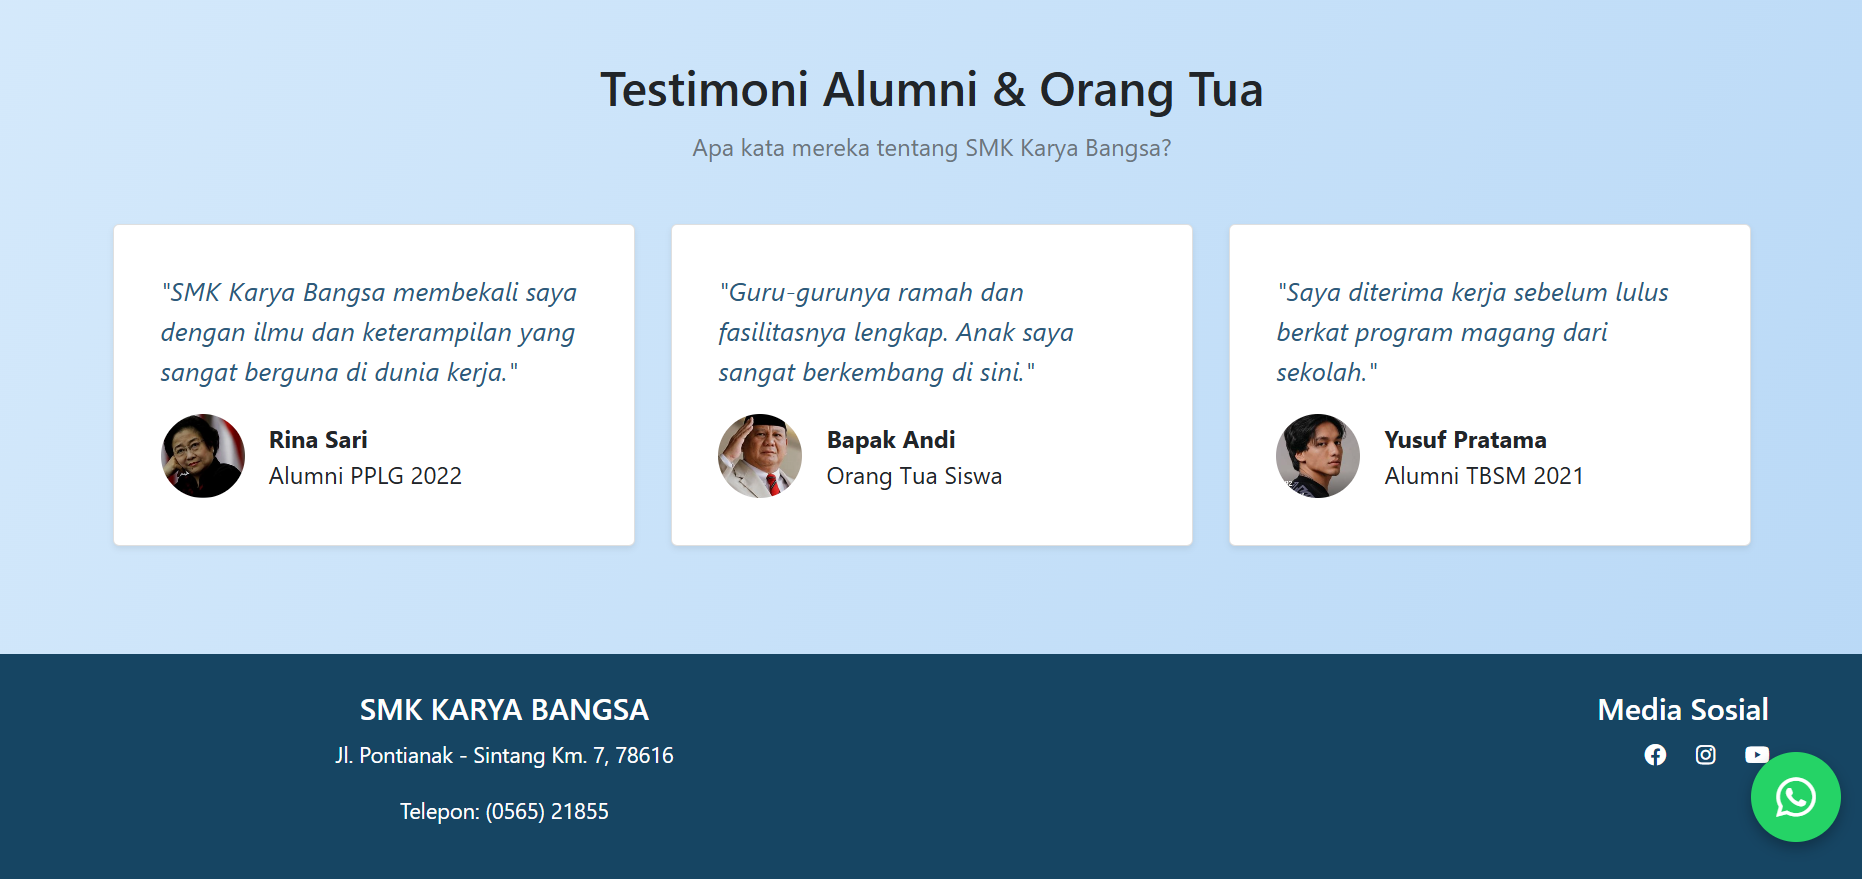 Testimoni Alumni & Orang Tua
Apa kata mereka tentang SMK Karya Bangsa?
"SMK Karya Bangsa membekali saya
dengan ilmu dan keterampilan yang
sangat berguna di dunia kerja."
Rina Sari
Alumni PPLG 2022
"Guru-gurunya ramah dan
fasilitasnya lengkap. Anak saya
sangat berkembang di sini."
Bapak Andi
Orang Tua Siswa
"Saya diterima kerja sebelum lulus
berkat program magang dari
sekolah."
Yusuf Pratama
Alumni TBSM 2021
SMK KARYA BANGSA
Jl. Pontianak - Sintang Km. 7, 78616
Telepon: (0565) 21855
Media Sosial